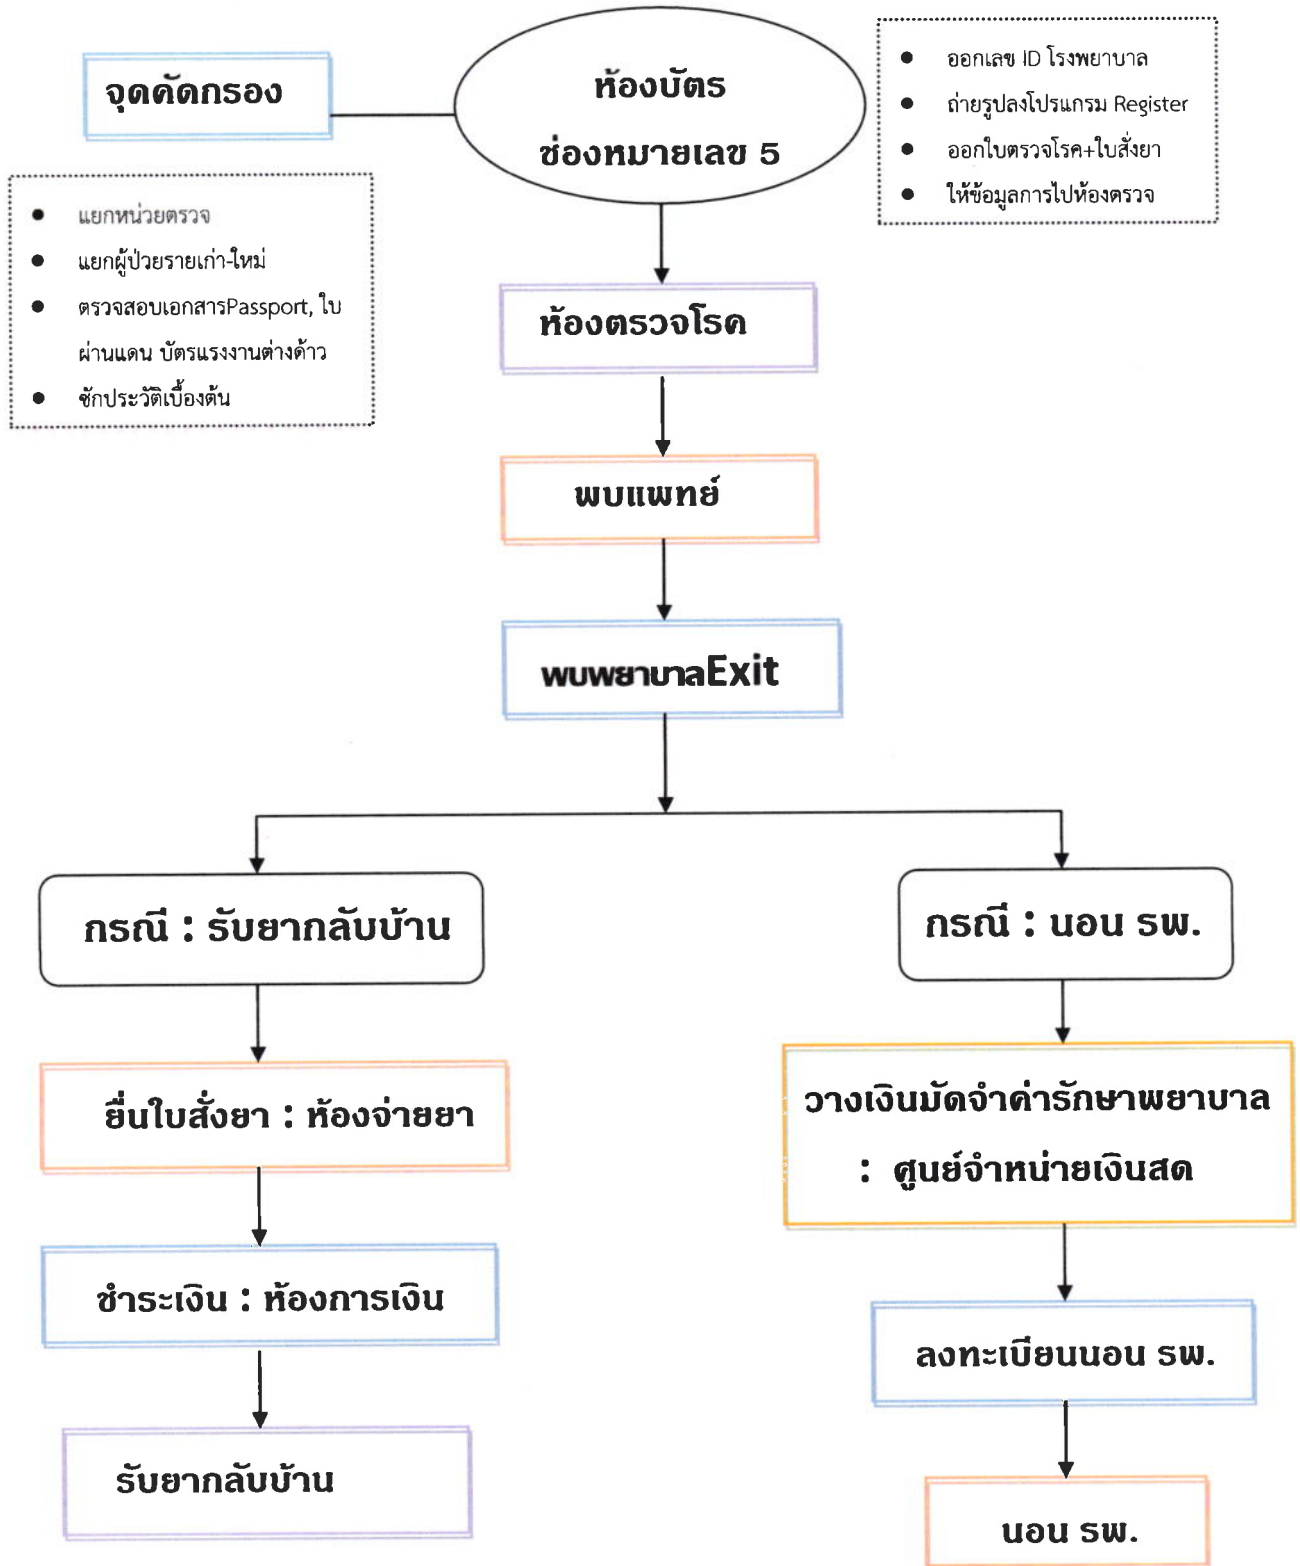 จุดคัดกรอง
ห้องบัตร
ช่องหมายเลข 5
• ออกเลข ID โรงพยาบาล
• ถ่ายรูปลงโปรแกรม Register
• ออกใบตรวจโรค+ใบสั่งยา
• ให้ข้อมูลการไปห้องตรวจ
• แยกหน่วยตรวจ
• แยกผู้ป่วยรายเก่า-ใหม่
• ตรวจสอบเอกสารPassport, ใบ
ผ่านแดน บัตรแรงงานต่างด้าว
• ซักประวัติเบื้องต้น
ห้องตรวจโรค
พบแพทย์
พบพยาบาลExit
กรณี : รับยากลับบ้าน
กรณี : นอน รพ.
ยื่นใบสั่งยา : ห้องจ่ายยา
วางเงินมัดจำค่ารักษาพยาบาล
: ศูนย์จำหน่ายเงินสด
ชำระเงิน : ห้องการเงิน
ลงทะเบียนนอน รพ.
รับยากลับบ้าน
นอน รพ.